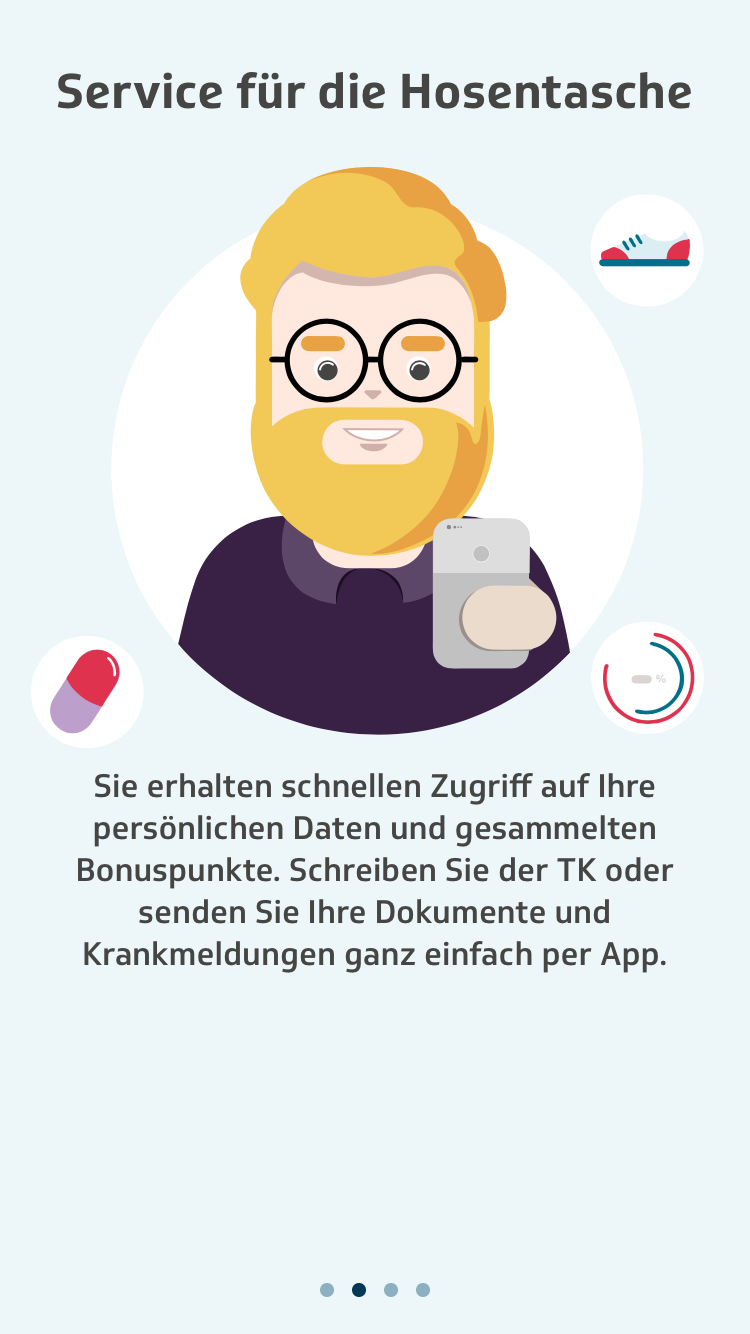 Service für die Hosentasche
%
Sie erhalten schnellen Zugriff auf Ihre
persönlichen Daten und gesammelten
Bonuspunkte. Schreiben Sie der TK oder
senden Sie Ihre Dokumente und
Krankmeldungen ganz einfach per App.